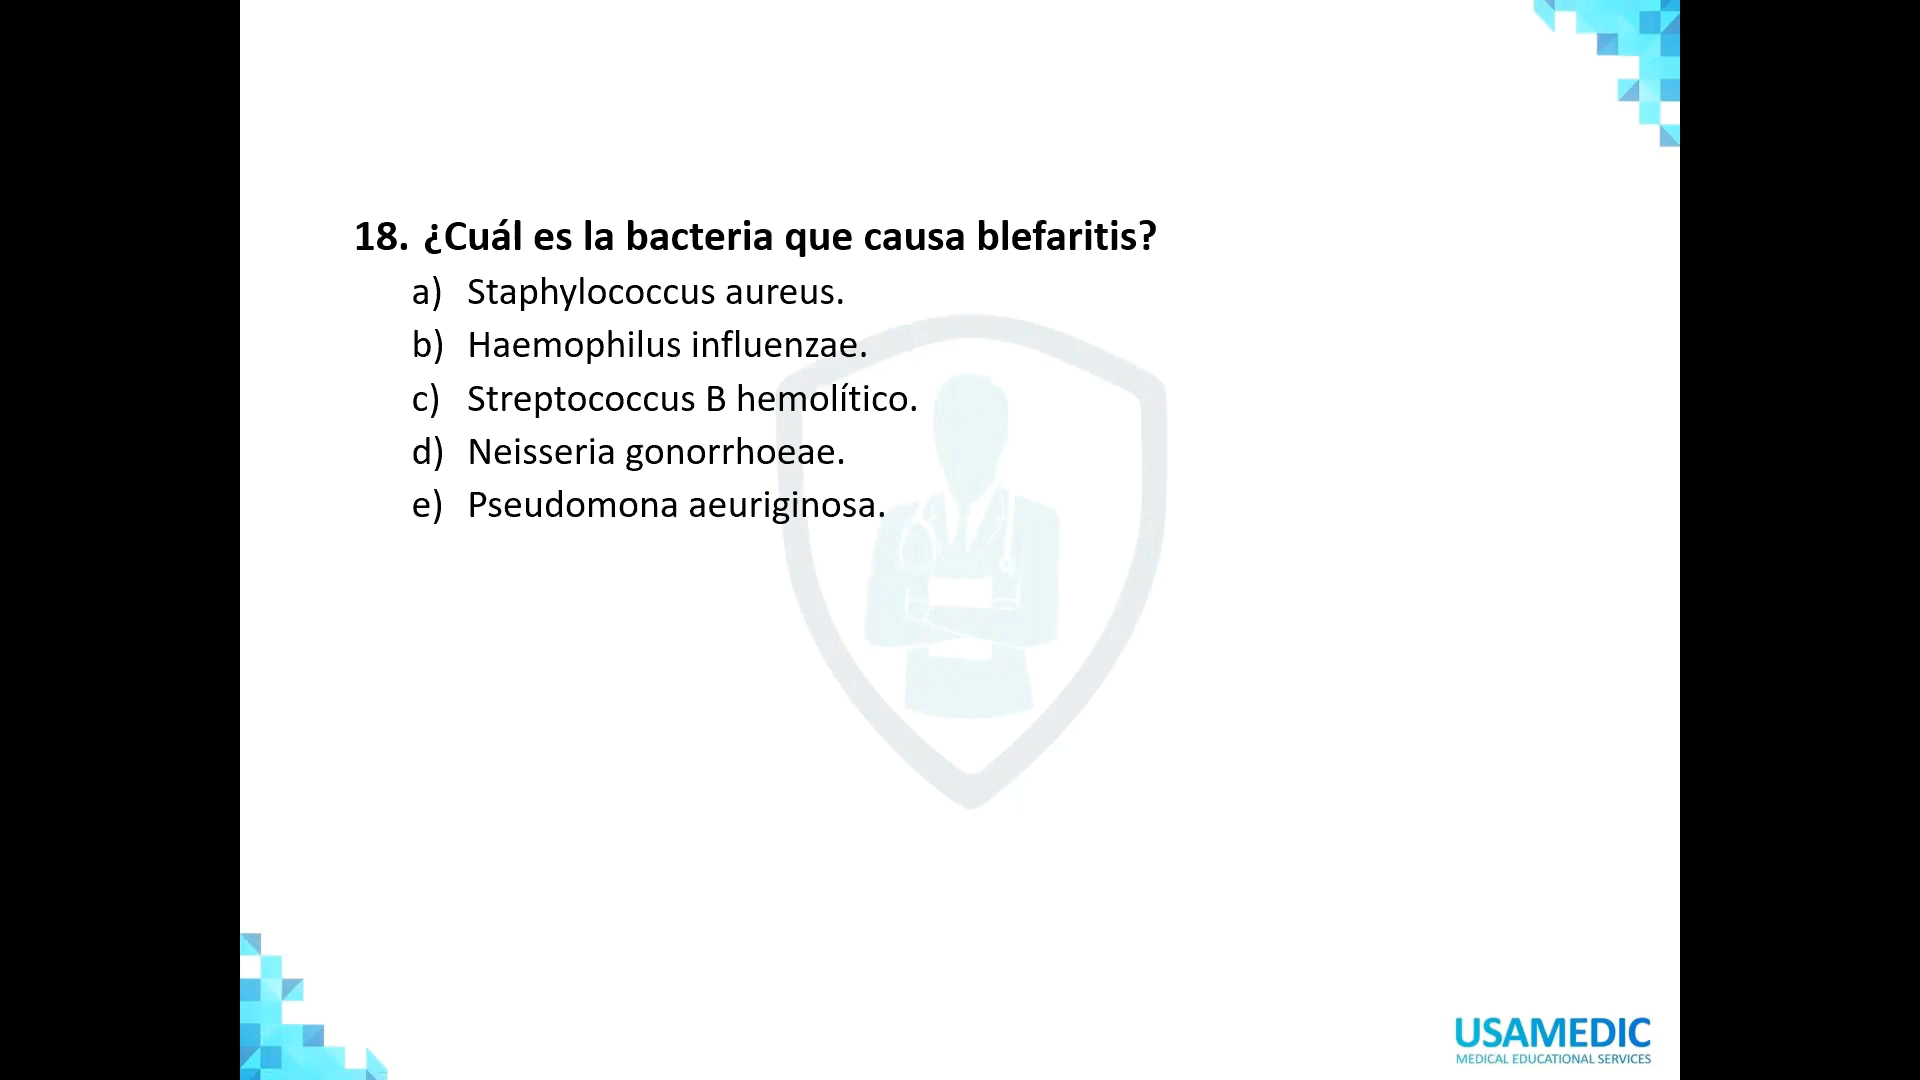 18. ¿Cuál es la bacteria que causa blefaritis?
a) Staphylococcus aureus.
b) Haemophilus influenzae.
c) Streptococcus B hemolítico.
d) Neisseria gonorrhoeae.
e) Pseudomona aeuriginosa.
USAMEDIC
MEDICAL EDUCATIONAL SERVICES